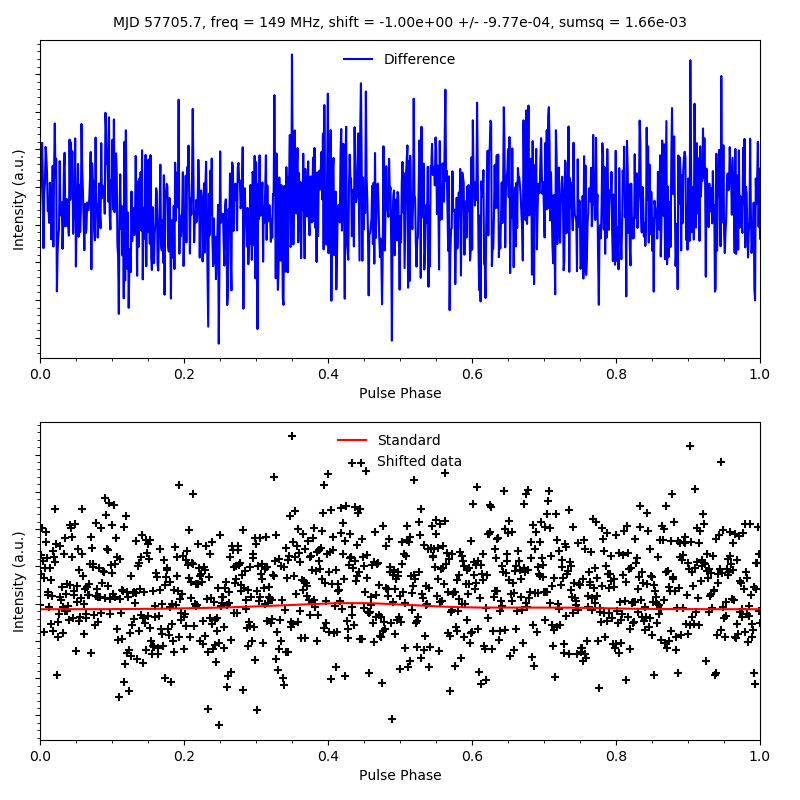 MJD 57705.7, freq = 149 MHz, shift = -1.00e+00 +/- -9.77e-04, sumsq = 1.66e-03
Difference
Intensity (a.u.)
0.0 0.2 0.4 0.6 0.8 1.0
Pulse Phase
Standard
Shifted data
Intensity (a.u.)
0.0 0.2 0.4 0.6 0.8 1.0
Pulse Phase